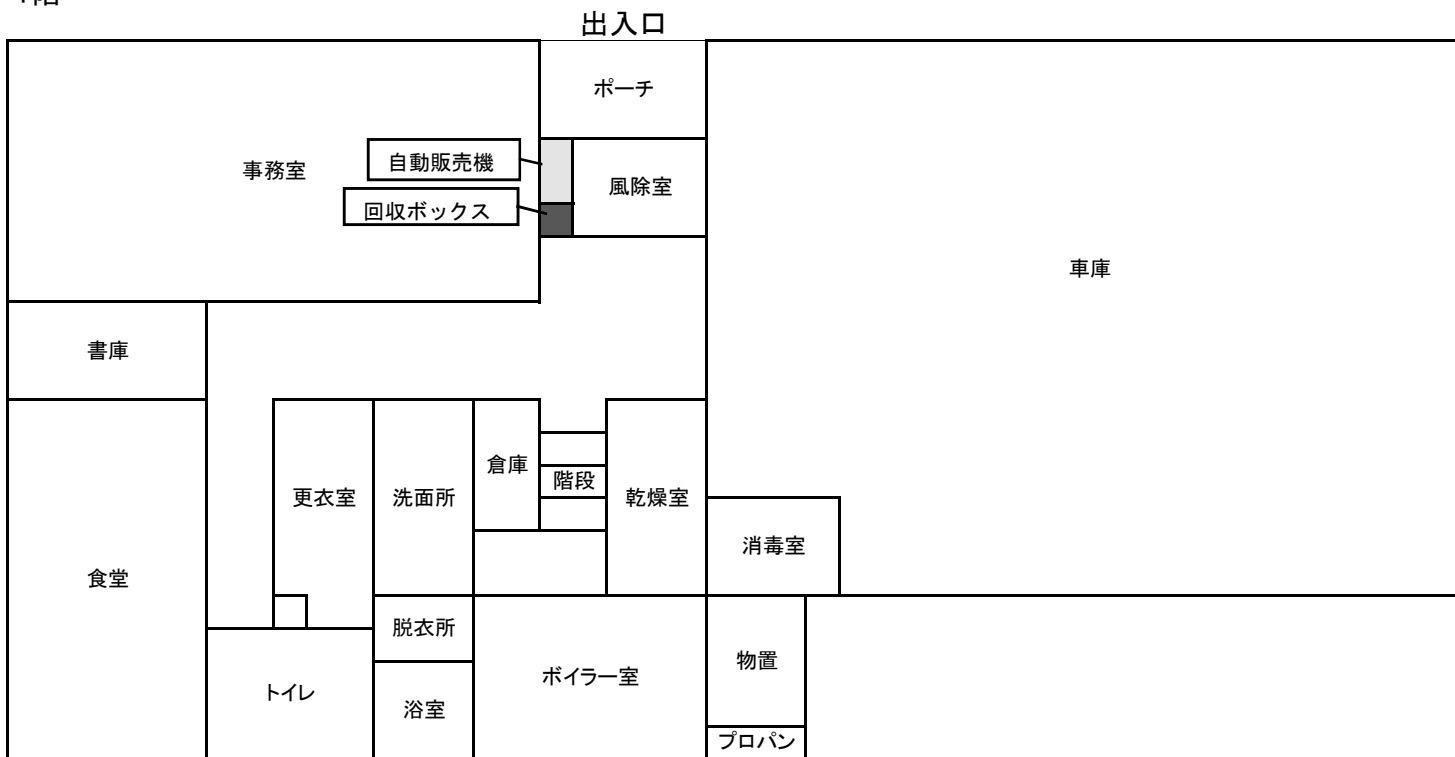 出入口
ポーチ
自動販売機
事務室
風除室
回収ボックス
車庫
書庫
倉庫
階段
更衣室
洗面所
乾燥室
消毒室
食堂
脱衣所
物置
ボイラー室
トイレ
浴室
プロパン